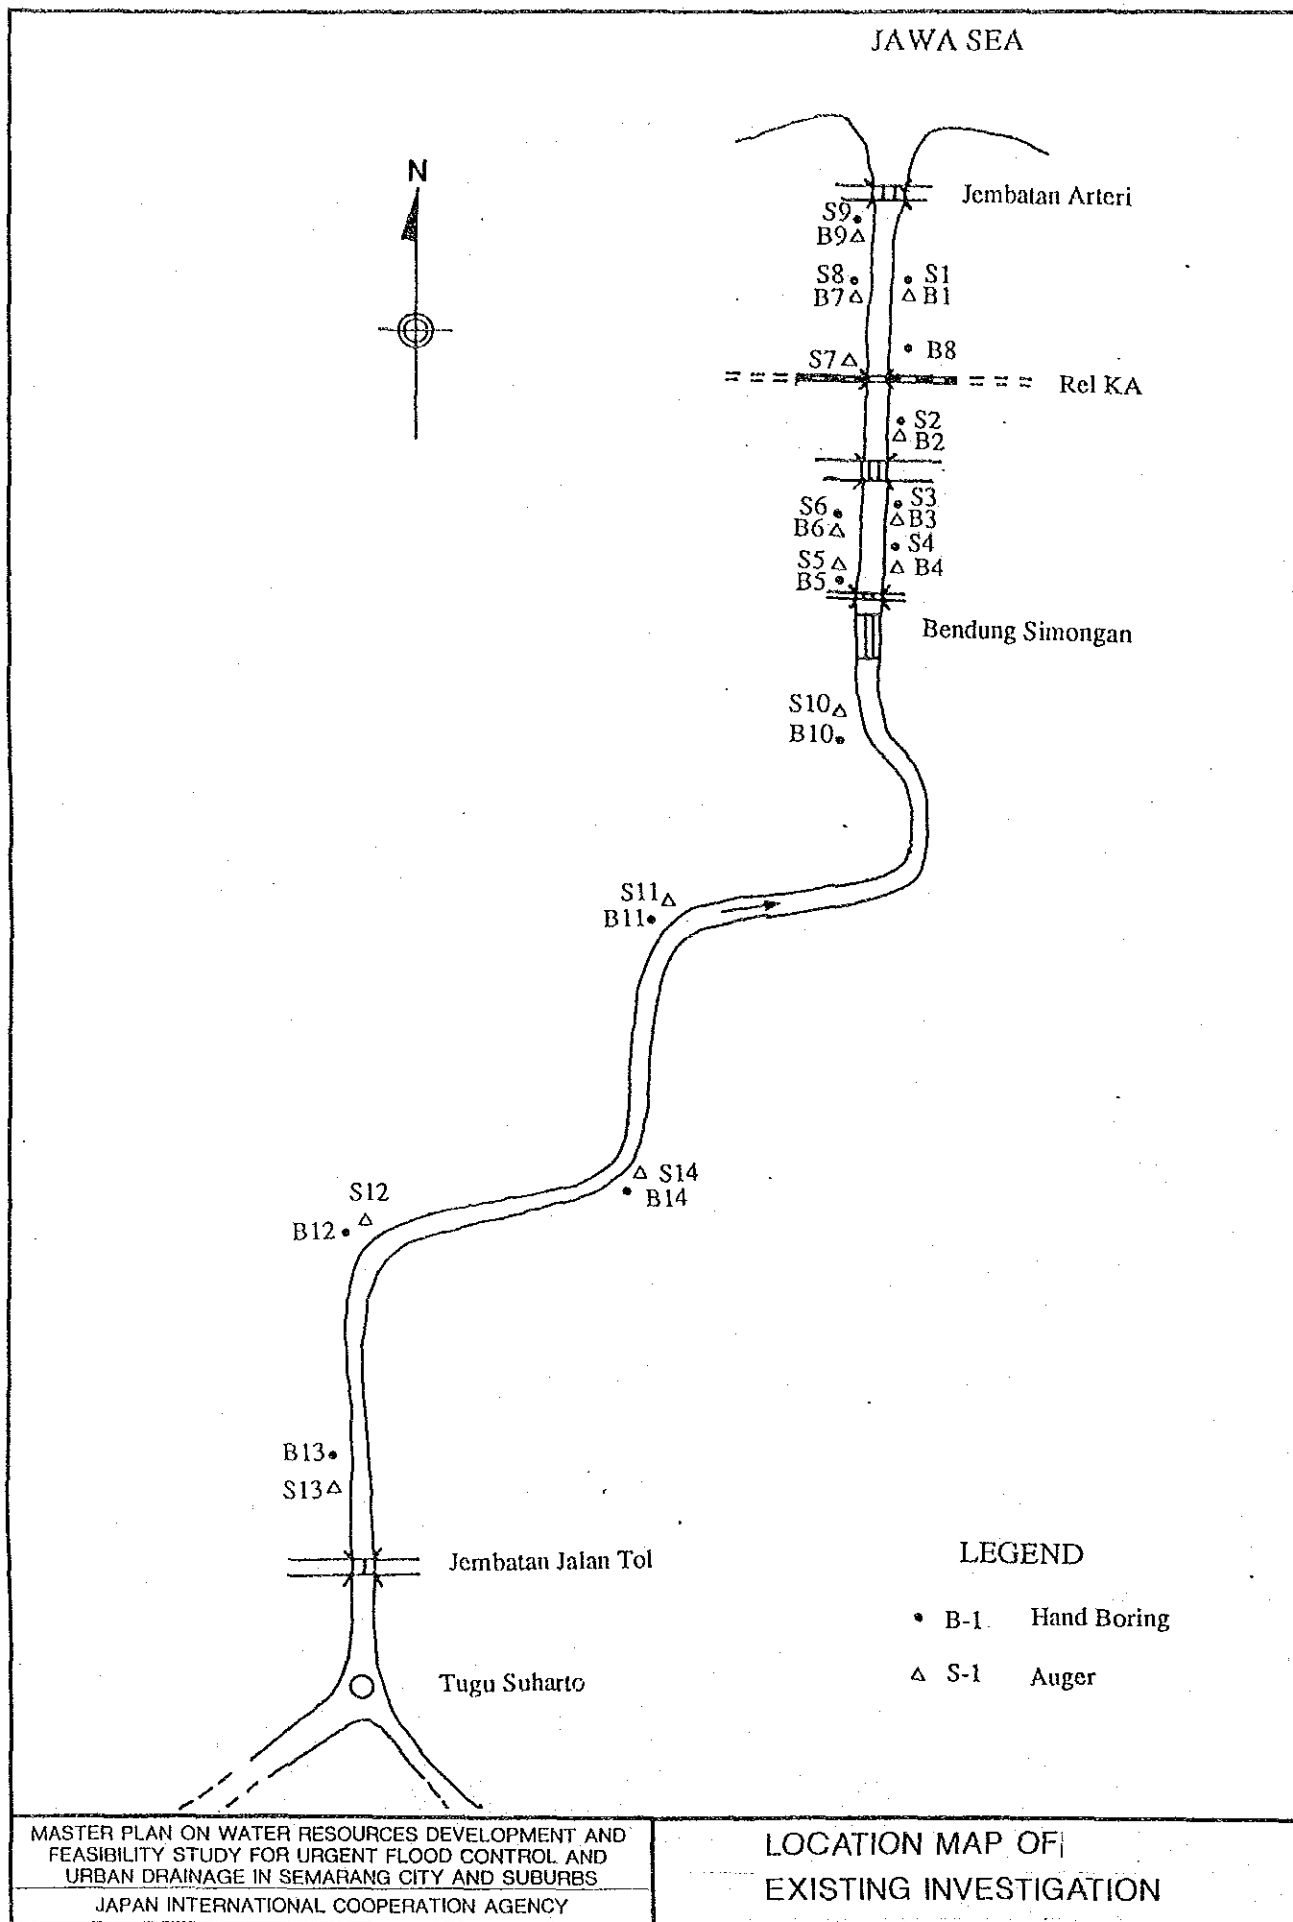 JAWA SEA
N
Jembatan Arteri
S9
B9
S8
S1
B7
B1
B8
S7
Rel KA
S2
B2
S3
S6
B3
B6
S4
S5
B4
B5
Bendung Simongan
S10
B10
S11
B11
S14
B14
S12
B12
B13
S13
Jembatan Jalan Tol
LEGEND
B-1 Hand Boring
S-1 Auger
Tugu Suharto
MASTER PLAN ON WATER RESOURCES DEVELOPMENT AND
FEASIBILITY STUDY FOR URGENT FLOOD CONTROL AND
URBAN DRAINAGE IN SEMARANG CITY AND SUBURBS
JAPAN INTERNATIONAL COOPERATION AGENCY
LOCATION MAP OF
EXISTING INVESTIGATION